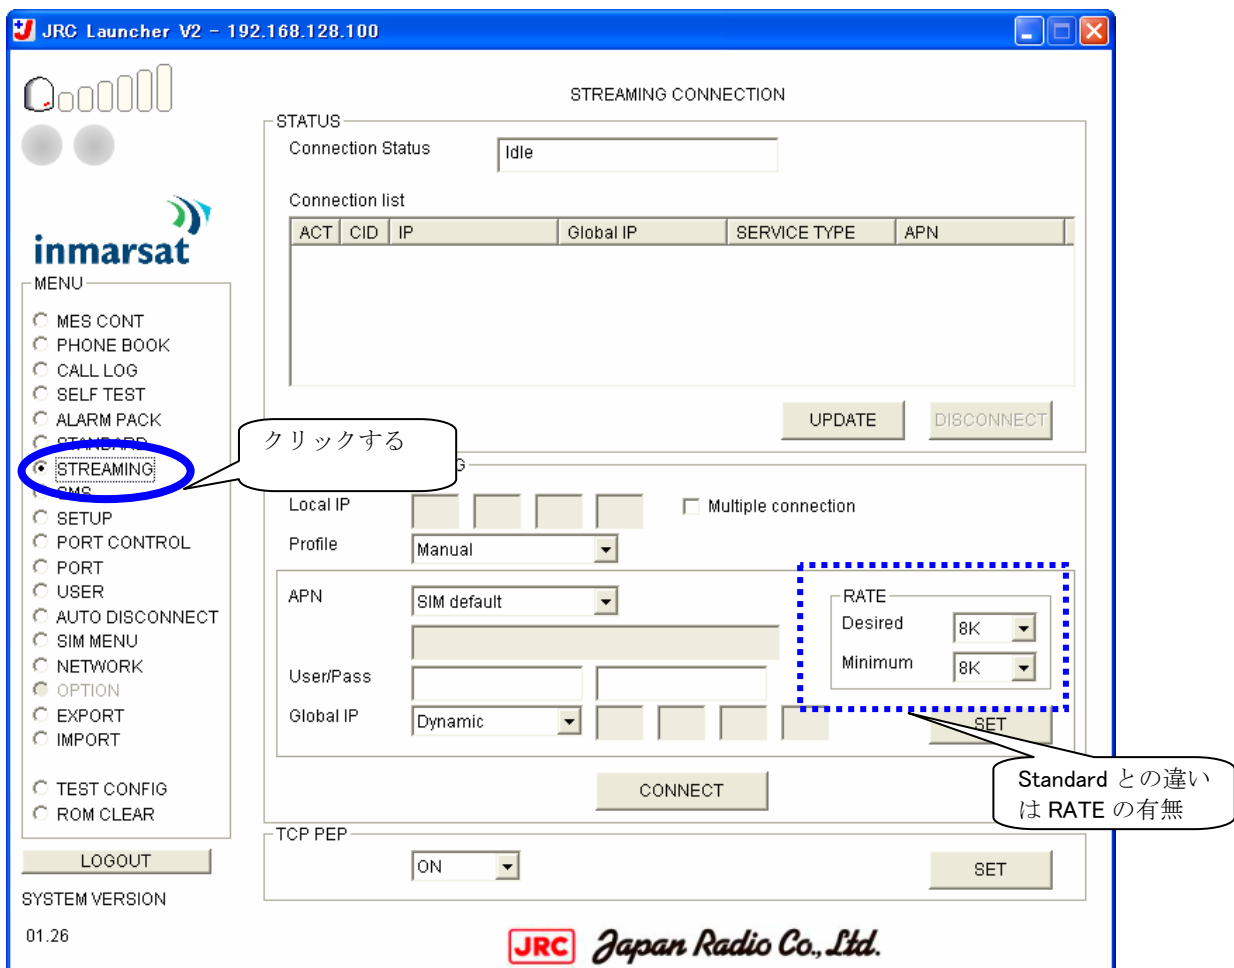 JRC Launcher V2 - 192.168.128.100
STREAMING CONNECTION
STATUS
Connection Status
Idle
Connection list
ACT CID IP Global IP SERVICE TYPE APN
UPDATE DISCONNECT
inmarsat
MENU
MES CONT
PHONE BOOK
CALL LOG
SELF TEST
ALARM PACK
STANDARD
STREAMING
SMS
SETUP
PORT CONTROL
PORT
USER
AUTO DISCONNECT
SIM MENU
NETWORK
OPTION
EXPORT
IMPORT
TEST CONFIG
ROM CLEAR
LOGOUT
SYSTEM VERSION
01.26
クリックする
Local IP
Multiple connection
Profile
Manual
APN
SIM default
User/Pass
Global IP
Dynamic
RATE
Desired 8K
Minimum 8K
SET
Standard との違い
は RATE の有無
CONNECT
TCP PEP
ON
SET
JRC Japan Radio Co., Ltd.